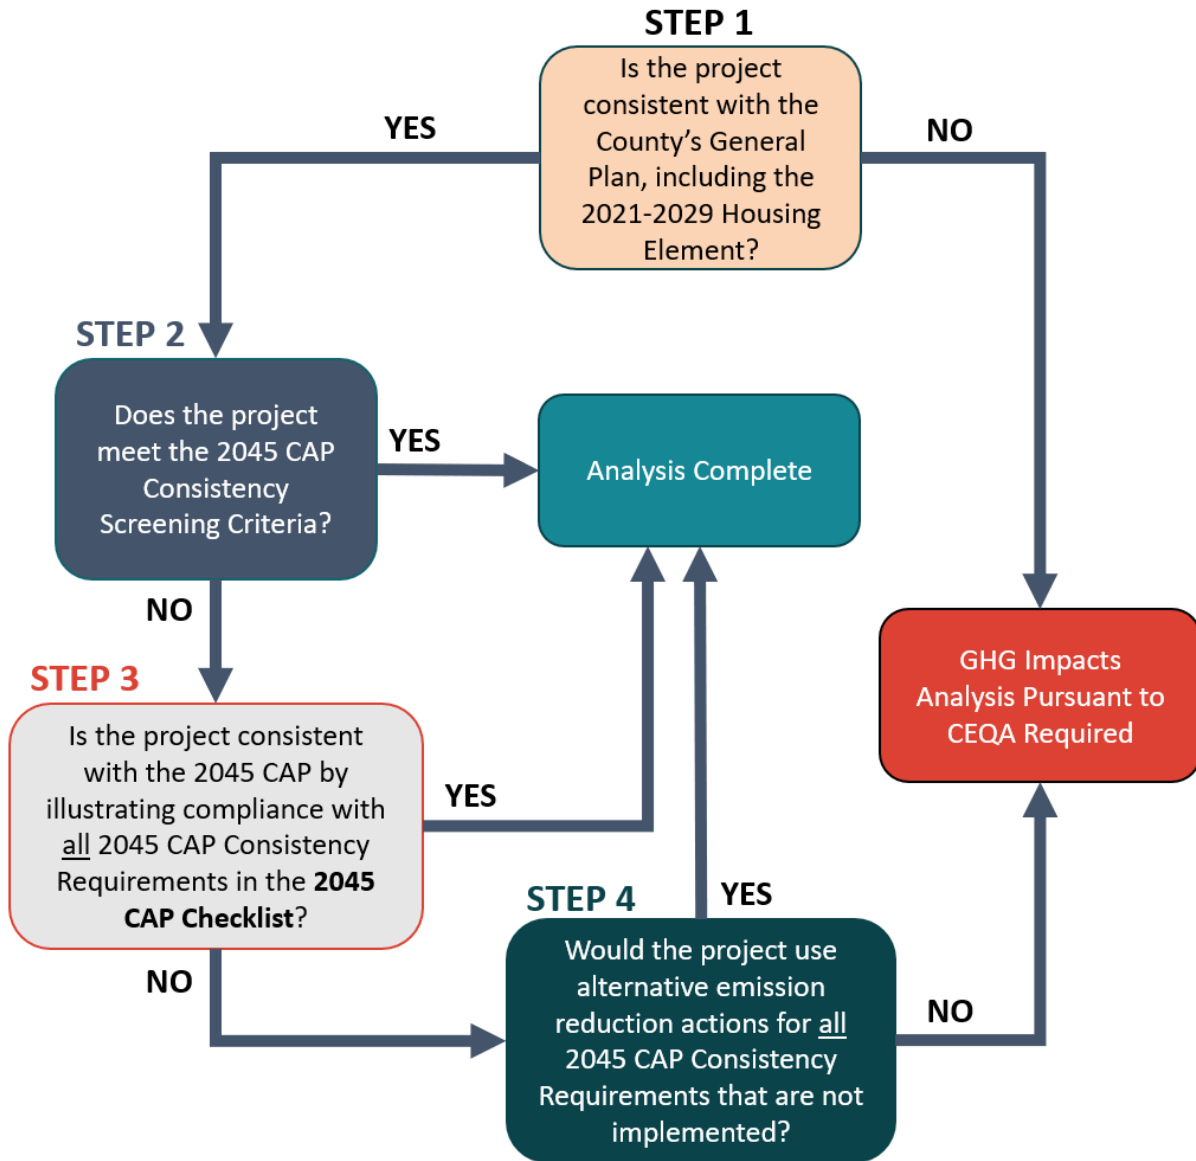 STEP 1
Is the project
consistent with the
County’s General
Plan, including the
2021-2029 Housing
Element?
YES
NO
STEP 2
Does the project
meet the 2045 CAP
Consistency
Screening Criteria?
YES
Analysis Complete
NO
GHG Impacts
Analysis Pursuant to
CEQA Required
STEP 3
Is the project consistent
with the 2045 CAP by
illustrating compliance with
all 2045 CAP Consistency
Requirements in the 2045
CAP Checklist?
YES
NO
STEP 4
YES
Would the project use
alternative emission
reduction actions for all
2045 CAP Consistency
Requirements that are not
implemented?
NO